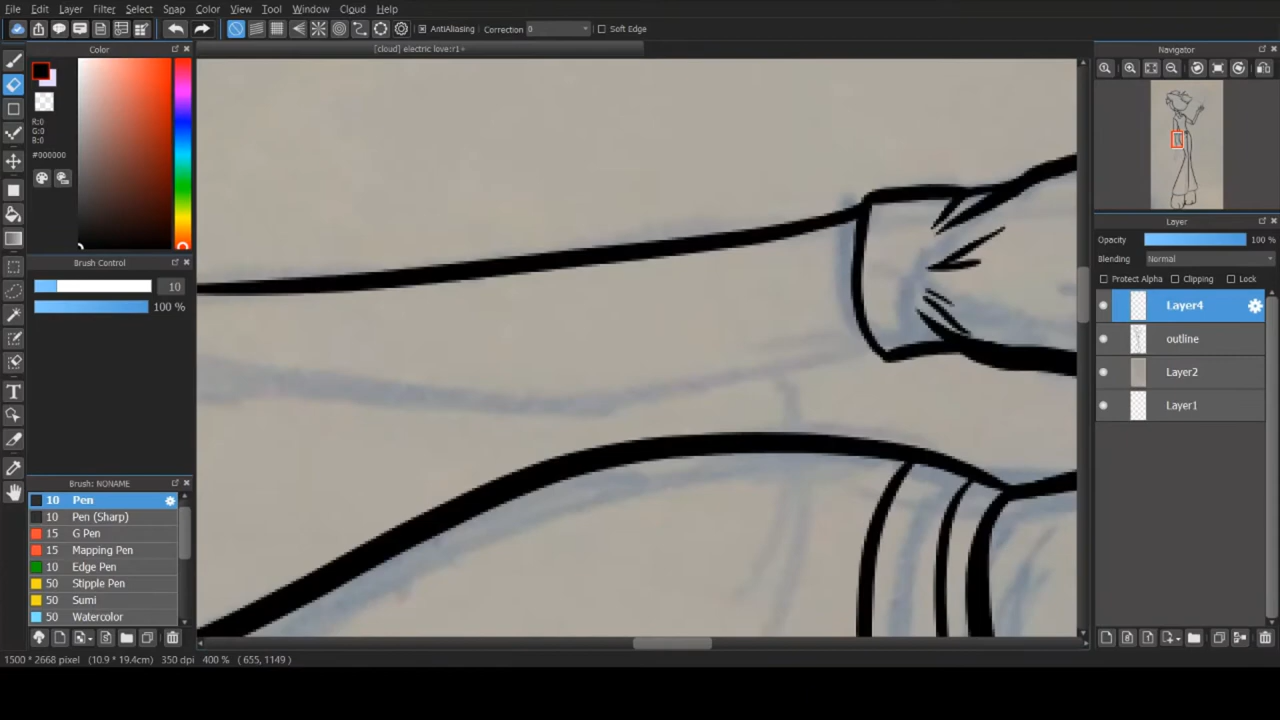 File Edit Layer Filter Select Snap Color View Tool Window Cloud Help
AntiAliasing Correction 0 Soft Edge
Color
[cloud] electric love:r1+
Navigator
R:0
G:0
B:0
#000000
Brush Control
10
100 %
Layer
Opacity 100 %
Blending Normal
Protect Alpha Clipping Lock
Layer4
outline
Layer2
Layer1
Brush: NONAME
10 Pen
10 Pen (Sharp)
15 G Pen
15 Mapping Pen
10 Edge Pen
50 Stipple Pen
50 Sumi
50 Watercolor
1500 * 2668 pixel (10.9 * 19.4cm) 350 dpi 400 % ( 655, 1149 )